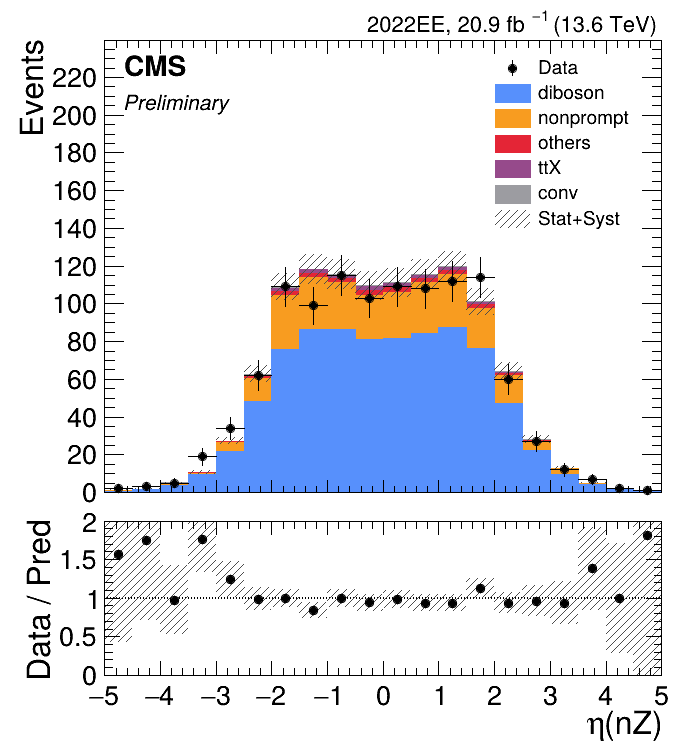 2022EE, 20.9 fb⁻¹ (13.6 TeV)
CMS
Preliminary
Events
Data
diboson
nonprompt
others
ttX
conv
Stat+Syst
220
200
180
160
140
120
100
80
60
40
20
0
Data / Pred
2
1.5
1
0.5
0
−5 −4 −3 −2 −1 0 1 2 3 4 5
η(nZ)